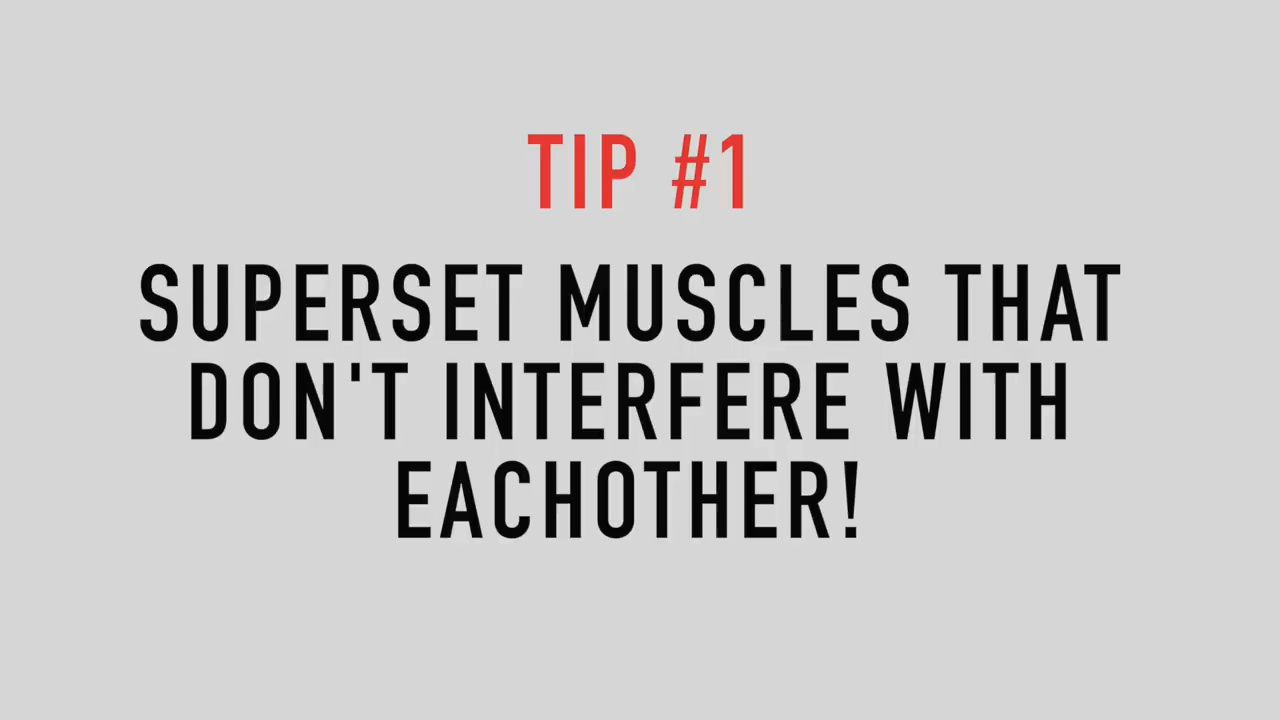 TIP #1
SUPERSET MUSCLES THAT
DON'T INTERFERE WITH
EACHOTHER!